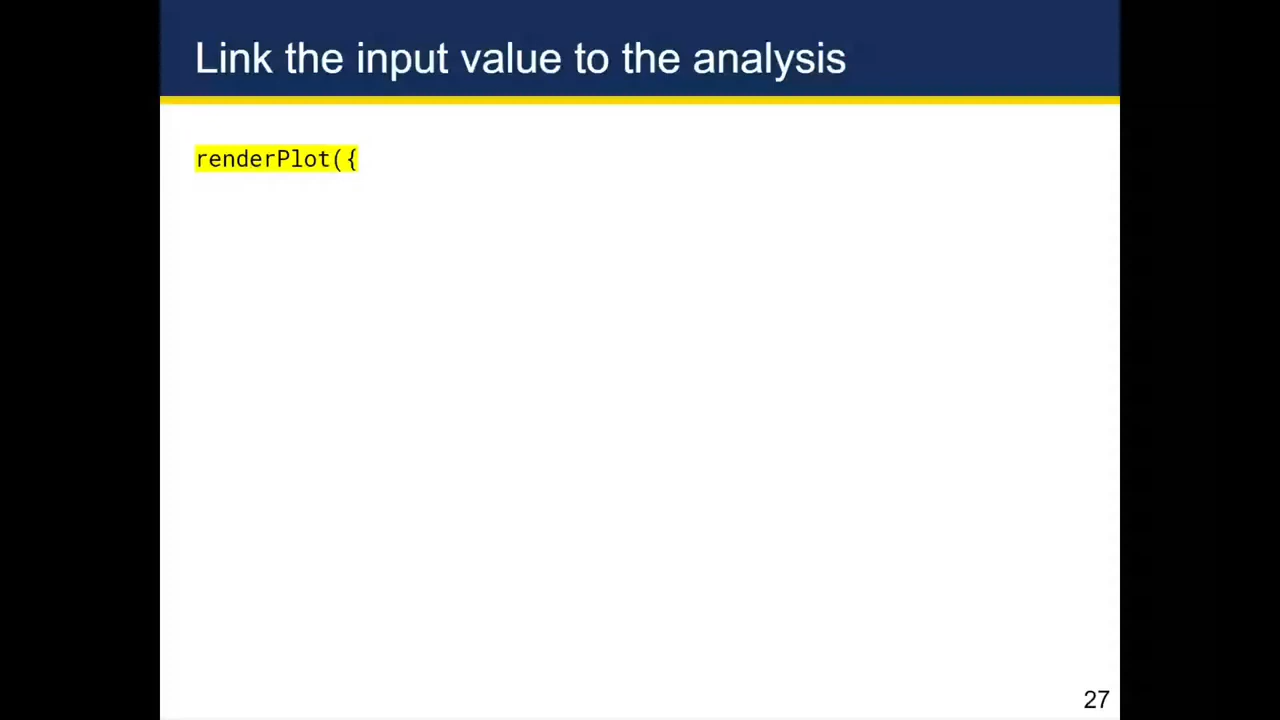 Link the input value to the analysis
renderPlot({
27